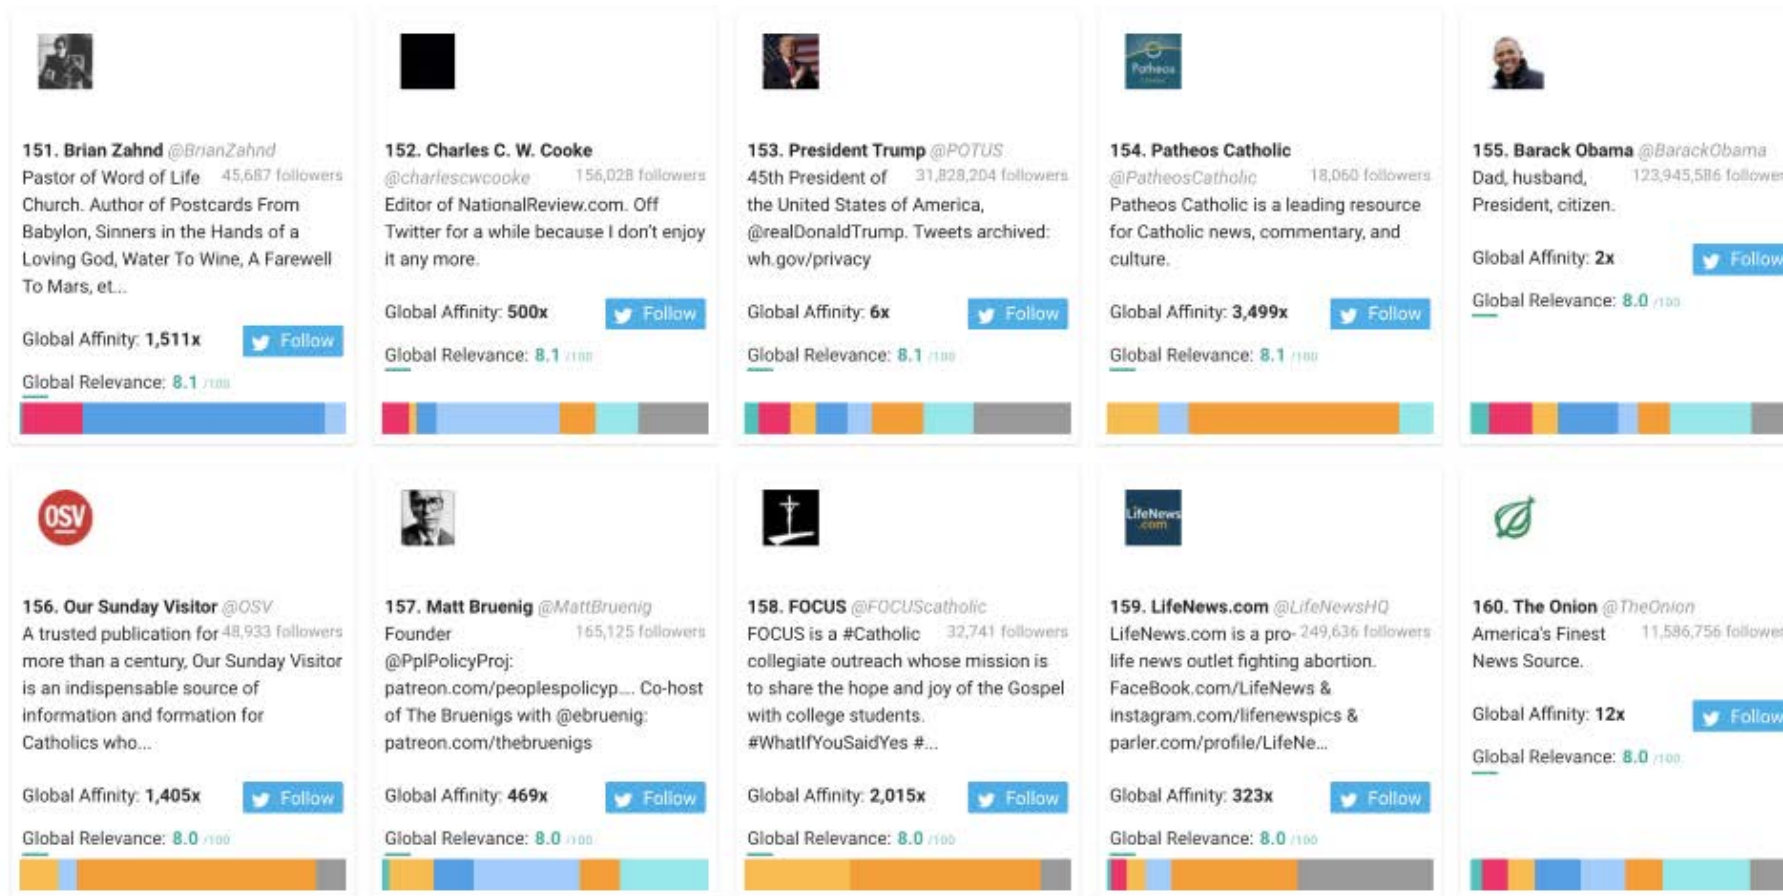 Patheos
151. Brian Zahnd @BrianZahnd
Pastor of Word of Life 45,687 followers
Church. Author of Postcards From
Babylon, Sinners in the Hands of a
Loving God, Water To Wine, A Farewell
To Mars, et...
Global Affinity: 1,511x Follow
Global Relevance: 8.1 /100
152. Charles C. W. Cooke
@charlescwcooke 156,028 followers
Editor of NationalReview.com. Off
Twitter for a while because I don't enjoy
it any more.
Global Affinity: 500x Follow
Global Relevance: 8.1 /100
153. President Trump @POTUS
45th President of 31,828,204 followers
the United States of America,
@realDonaldTrump. Tweets archived:
wh.gov/privacy
Global Affinity: 6x Follow
Global Relevance: 8.1 /100
154. Patheos Catholic
@PatheosCatholic 18,060 followers
Patheos Catholic is a leading resource
for Catholic news, commentary, and
culture.
Global Affinity: 3,499x Follow
Global Relevance: 8.1 /100
155. Barack Obama @BarackObama
Dad, husband, 123,945,586 follower
President, citizen.
Global Affinity: 2x Follow
Global Relevance: 8.0 /100
OSV
156. Our Sunday Visitor @OSV
A trusted publication for 48,933 followers
more than a century, Our Sunday Visitor
is an indispensable source of
information and formation for
Catholics who...
Global Affinity: 1,405x Follow
Global Relevance: 8.0 /100
157. Matt Bruenig @MattBruenig
Founder 165,125 followers
@PplPolicyProj:
patreon.com/peoplespolicyp.... Co-host
of The Bruenigs with @ebruenig:
patreon.com/thebruenigs
Global Affinity: 469x Follow
Global Relevance: 8.0 /100
158. FOCUS @FOCUScatholic
FOCUS is a #Catholic 32,741 followers
collegiate outreach whose mission is
to share the hope and joy of the Gospel
with college students.
#WhatIfYouSaidYes #...
Global Affinity: 2,015x Follow
Global Relevance: 8.0 /100
LifeNews
.com
159. LifeNews.com @LifeNewsHQ
LifeNews.com is a pro- 249,636 followers
life news outlet fighting abortion.
FaceBook.com/LifeNews &
instagram.com/lifenewspics &
parler.com/profile/LifeNe...
Global Affinity: 323x Follow
Global Relevance: 8.0 /100
160. The Onion @TheOnion
America's Finest 11,586,756 follower
News Source.
Global Affinity: 12x Follow
Global Relevance: 8.0 /100